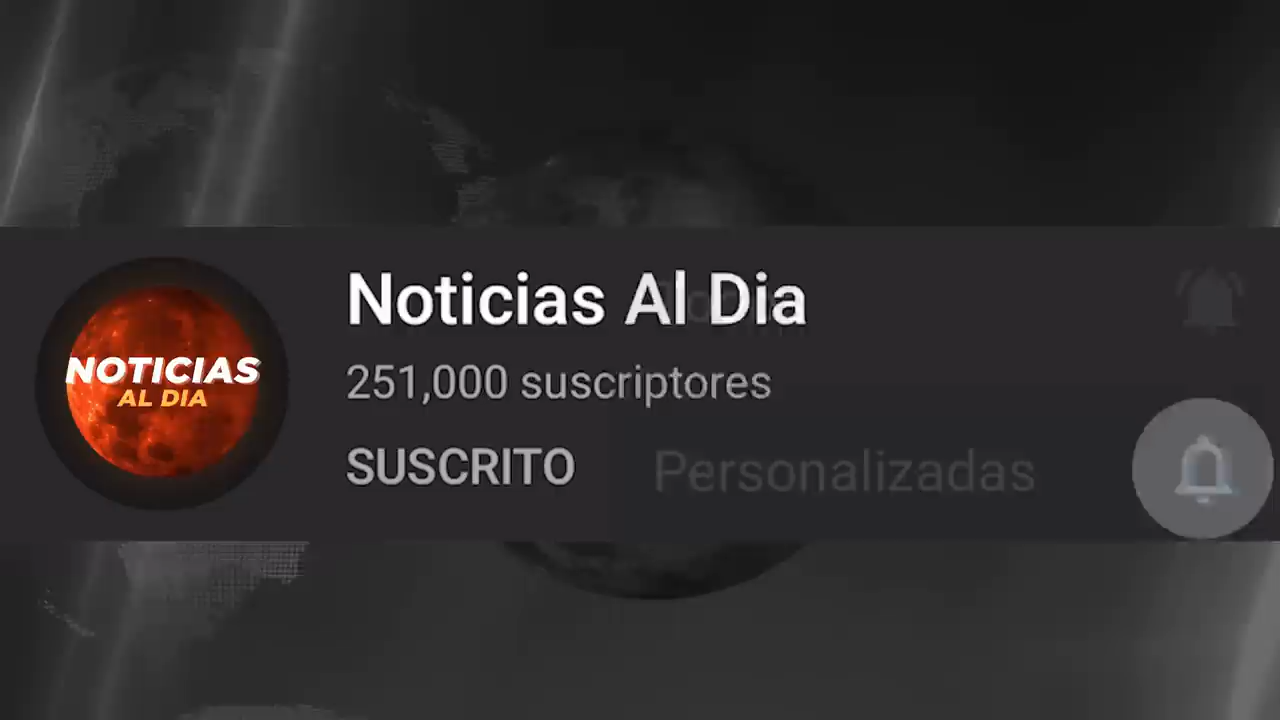 NOTICIAS
AL DIA
Noticias Al Dia
251,000 suscriptores
SUSCRITO
Personalizadas